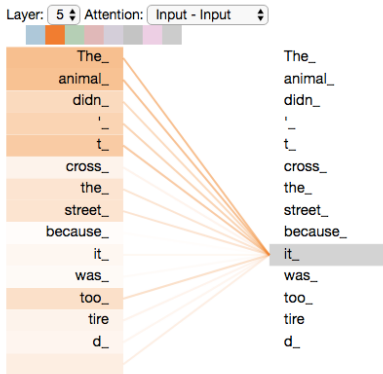 Layer: 5 Attention: Input - Input
The_ The_
animal_ animal_
didn_ didn_
'_ '_
t_ t_
cross_ cross_
the_ the_
street_ street_
because_ because_
it_ it_
was_ was_
too_ too_
tire tire
d_ d_